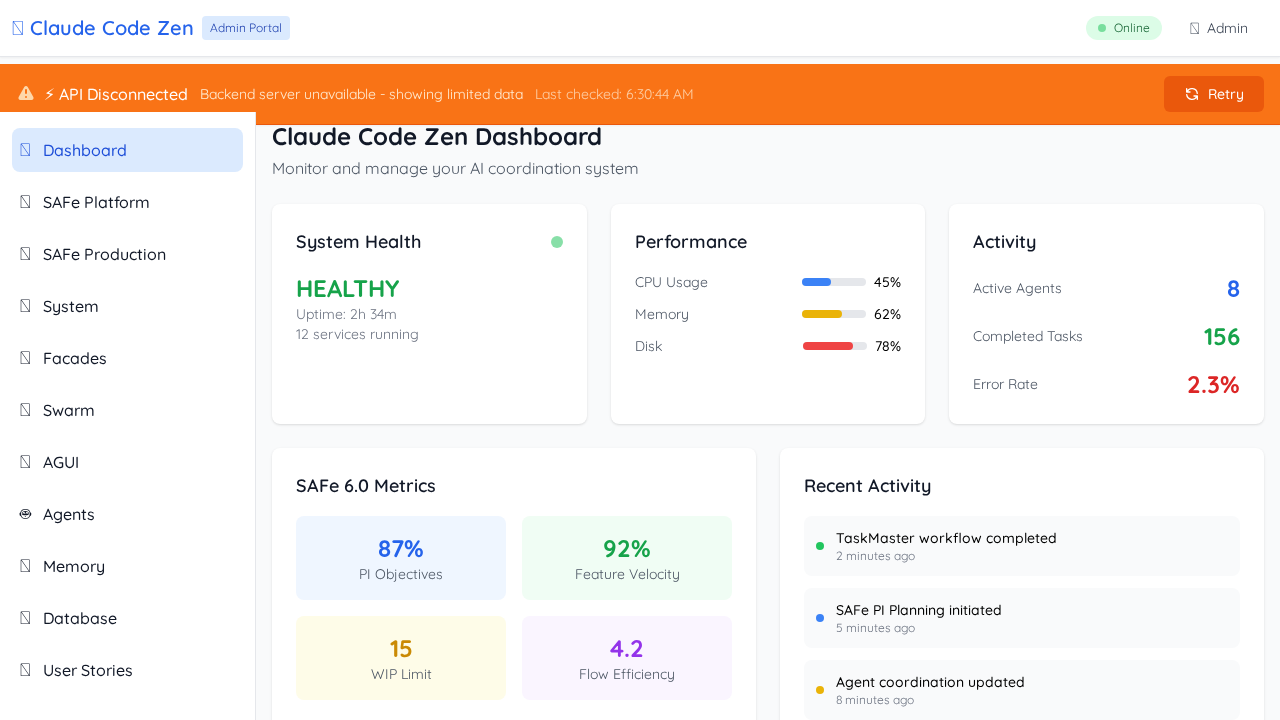 Claude Code Zen Admin Portal
Online
Admin
⚡ API Disconnected Backend server unavailable - showing limited data Last checked: 6:30:44 AM
Retry
Dashboard
SAFe Platform
SAFe Production
System
Facades
Swarm
AGUI
Agents
Memory
Database
User Stories
Claude Code Zen Dashboard
Monitor and manage your AI coordination system
System Health
HEALTHY
Uptime: 2h 34m
12 services running
Performance
CPU Usage 45%
Memory 62%
Disk 78%
Activity
Active Agents 8
Completed Tasks 156
Error Rate 2.3%
SAFe 6.0 Metrics
87%
PI Objectives
92%
Feature Velocity
15
WIP Limit
4.2
Flow Efficiency
Recent Activity
TaskMaster workflow completed
2 minutes ago
SAFe PI Planning initiated
5 minutes ago
Agent coordination updated
8 minutes ago